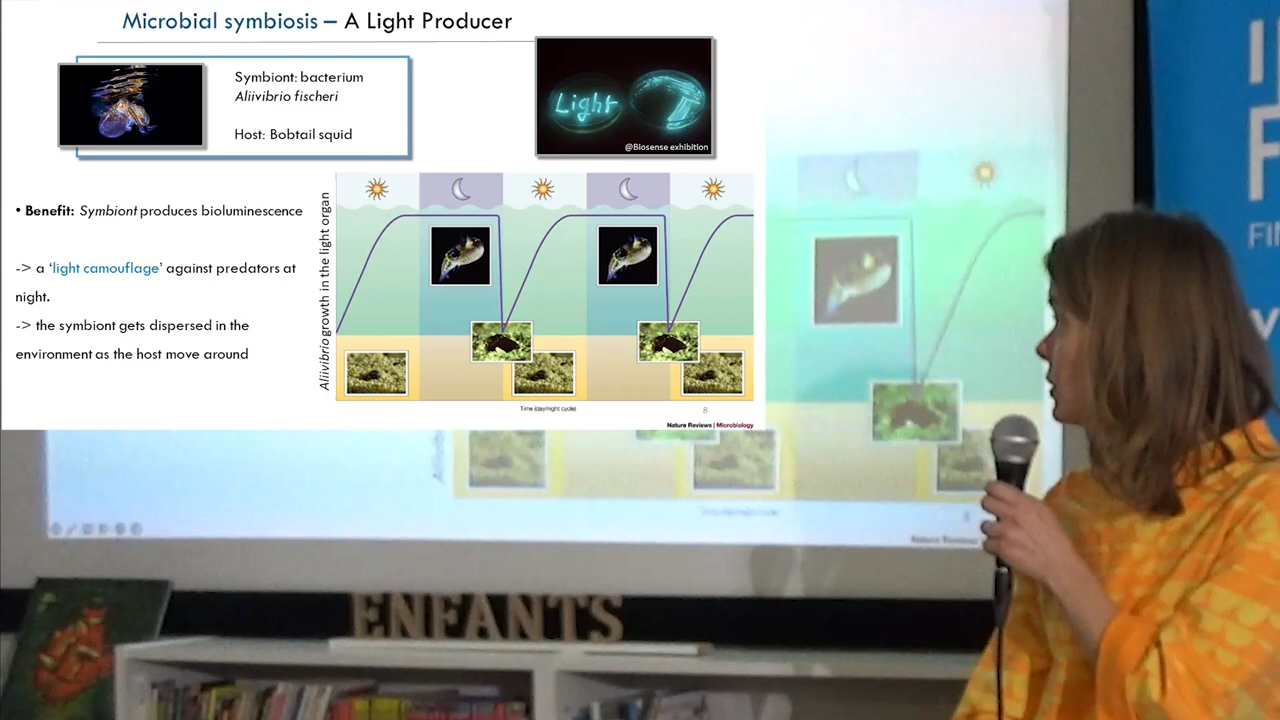 Microbial symbiosis – A Light Producer
Symbiont: bacterium
Aliivibrio fischeri
Host: Bobtail squid
Light
@Biosense exhibition
• Benefit: Symbiont produces bioluminescence
-> a ‘light camouflage’ against predators at
night.
-> the symbiont gets dispersed in the
environment as the host move around
Aliivibrio growth in the light organ
Time (day/night cycle)
8
Nature Reviews | Microbiology
ENFANTS